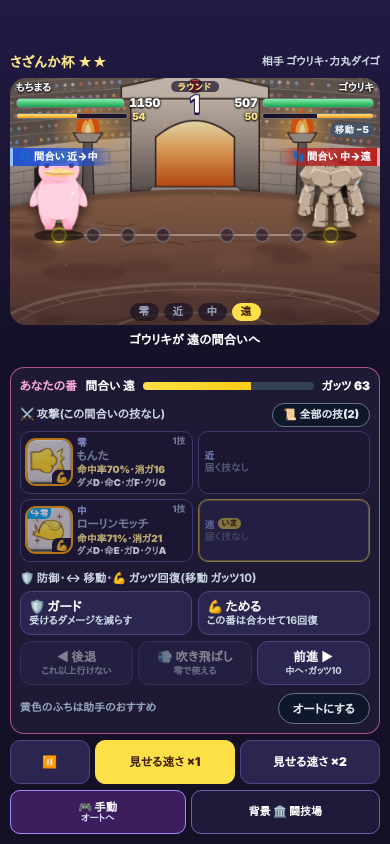 さざんか杯 ★★
相手 ゴウリキ・力丸ダイゴ
もちまる
ラウンド
ゴウリキ
1150
1
507
54
50
移動 −5
間合い 近→中
間合い 中→遠
零 近 中 遠
ゴウリキが 遠の間合いへ
あなたの番 間合い 遠 ガッツ 63
⚔️ 攻撃(この間合いの技なし)
📜 全部の技(2)
零 1技
もんた
命中率70%・消ガ16
ダメD・命C・ガF・クリG
近
届く技なし
↪零
中 1技
ローリンモッチ
命中率71%・消ガ21
ダメD・命E・ガD・クリA
遠 いま
届く技なし
🛡️ 防御・↔ 移動・💪 ガッツ回復(移動 ガッツ10)
🛡️ ガード
受けるダメージを減らす
💪 ためる
この番は合わせて16回復
◀ 後退
これ以上行けない
💨 吹き飛ばし
零で使える
前進 ▶
中へ・ガッツ10
黄色のふちは助手のおすすめ
オートにする
⏸️
見せる速さ ×1
見せる速さ ×2
🎮 手動
オートへ
背景 🏛️ 闘技場